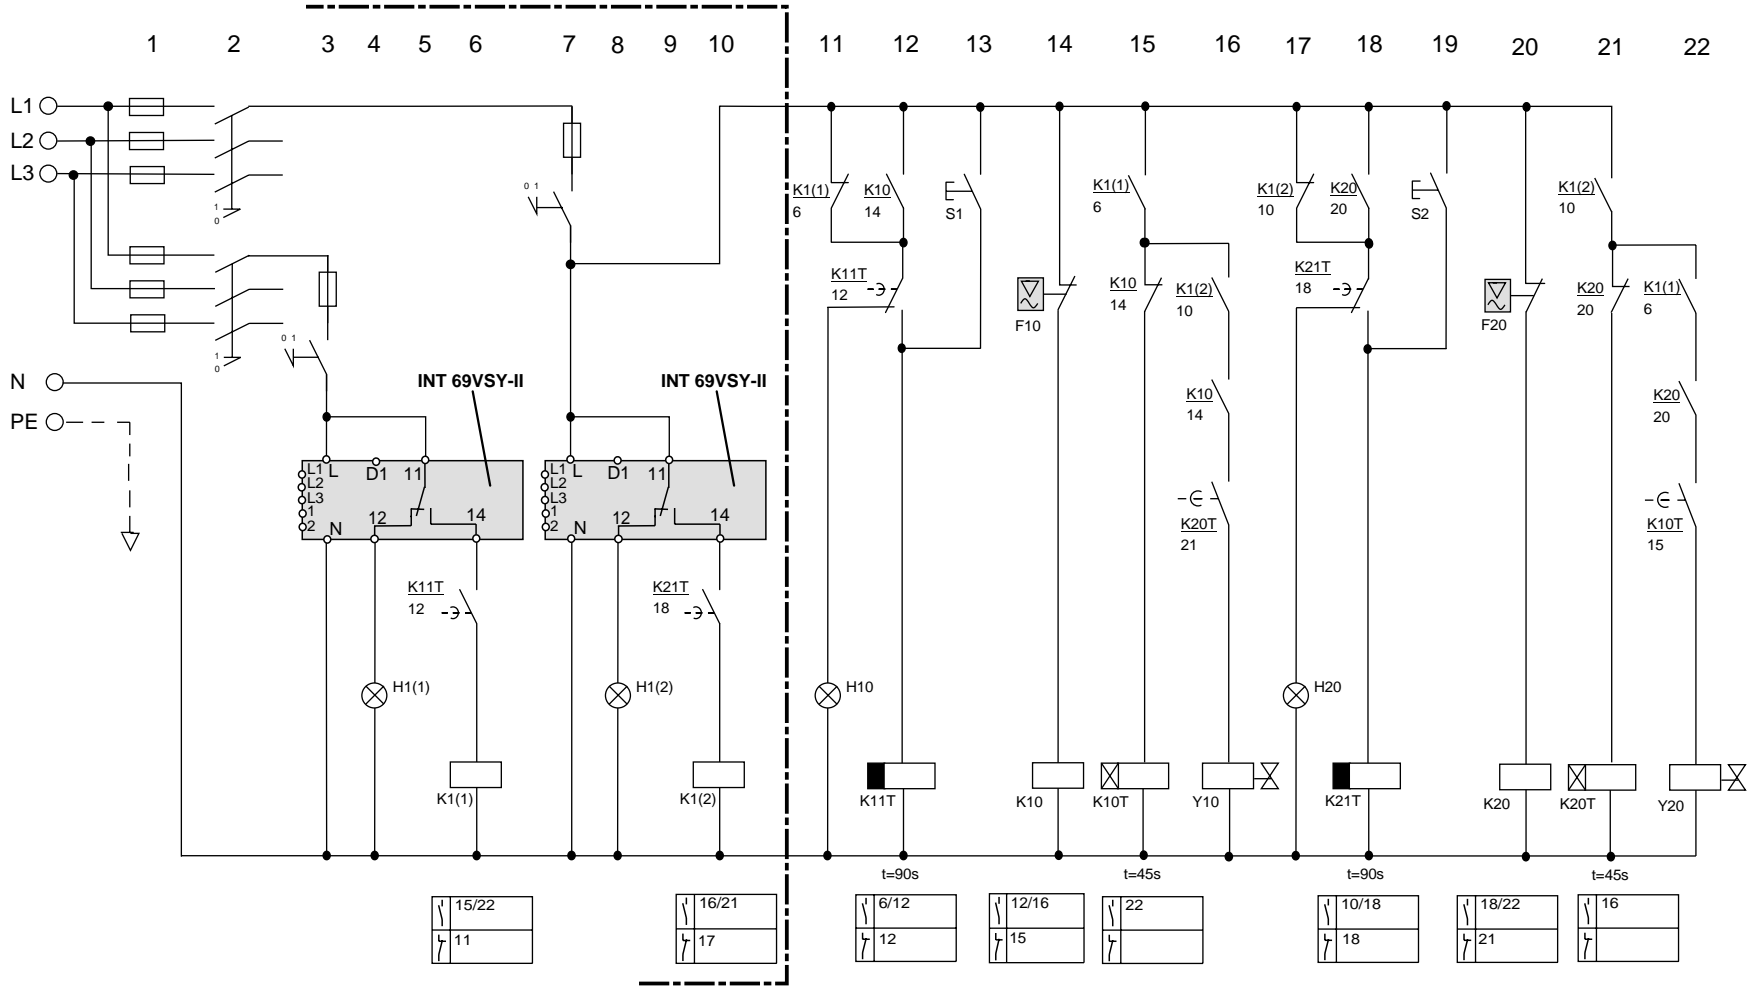 1 2 3 4 5 6 7 8 9 10 11 12 13 14 15 16 17 18 19 20 21 22
L1
L2
L3
0 1
K1(1)
6
K10
14
S1
K1(1)
6
K1(2)
10
K20
20
S2
K1(2)
10
1
0
K11T
12
F10
K10
14
K1(2)
10
K21T
18
F20
K20
20
K1(1)
6
0 1
1
0
N
PE
INT 69VSY-II
INT 69VSY-II
K10
14
K20
20
L1 L D1 11
L2
L3
1
2 N 12 14
L1 L D1 11
L2
L3
1
2 N 12 14
K20T
21
K10T
15
K11T
12
K21T
18
H1(1)
H1(2)
H10
H20
K1(1)
K1(2)
K11T
K10
K10T
Y10
K21T
K20
K20T
Y20
t=90s
t=45s
t=90s
t=45s
15/22
11
16/21
17
6/12
12
12/16
15
22
10/18
18
18/22
21
16